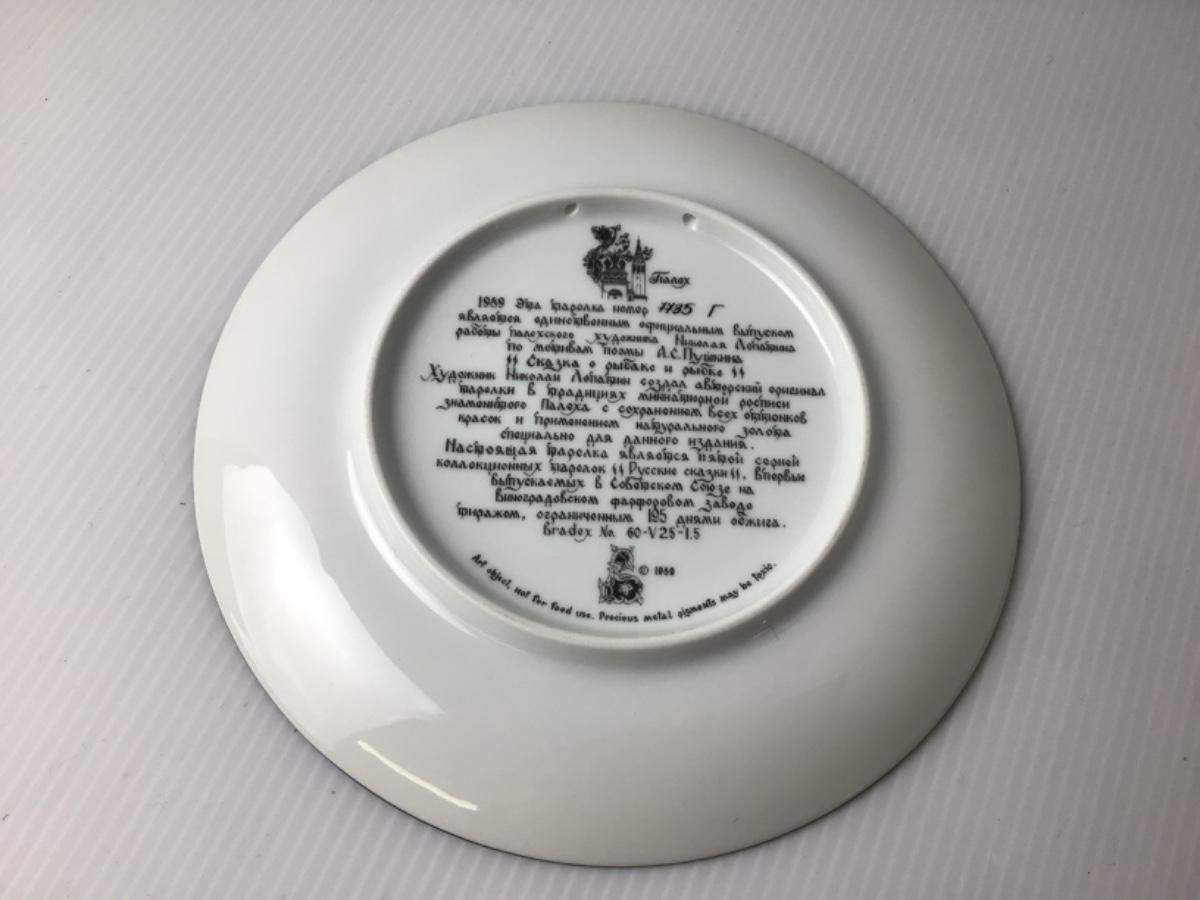 Палех
1989 Эта тарелка номер 7735 Г
является единственным официальным выпуском
работы палехского художника Николая Лопатина
по мотивам поэмы А.С.Пушкина
"Сказка о рыбаке и рыбке"
Художник Николай Лопатин создал авторский оригинал
тарелки в традициях миниатюрной росписи
знаменитого Палеха с сохранением всех оттенков
красок и применением натурального золота
специально для данного издания.
Настоящая тарелка является пятой серией
коллекционных тарелок "Русские сказки", впервые
выпускаемых в Советском Союзе на
Виноградовском фарфоровом заводе
тиражом, ограниченным 195 днями обжига.
Bradex No. 60-V25-1.5
© 1989
Art object, not for food use. Precious metal pigments may be toxic.